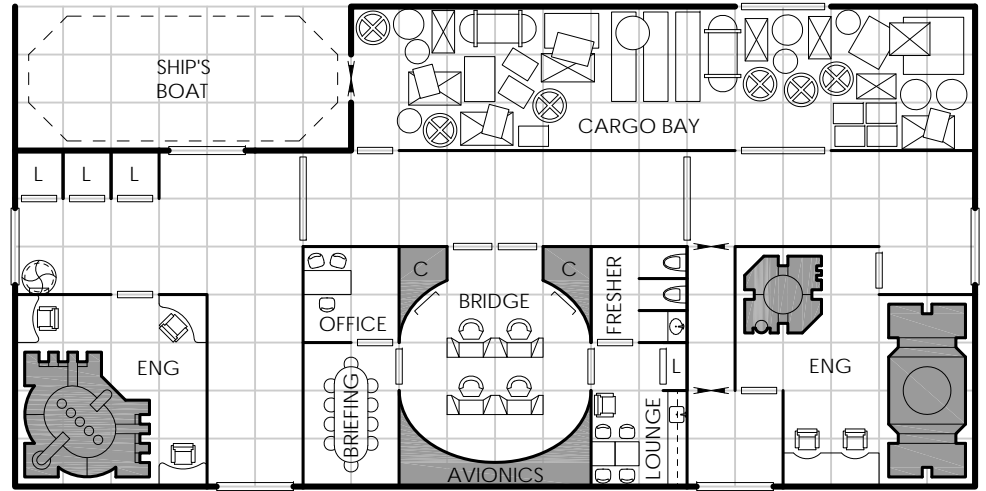 SHIP'S
BOAT
CARGO BAY
L
L
L
C
C
OFFICE
BRIDGE
FRESHER
ENG
BRIEFING
L
ENG
LOUNGE
AVIONICS